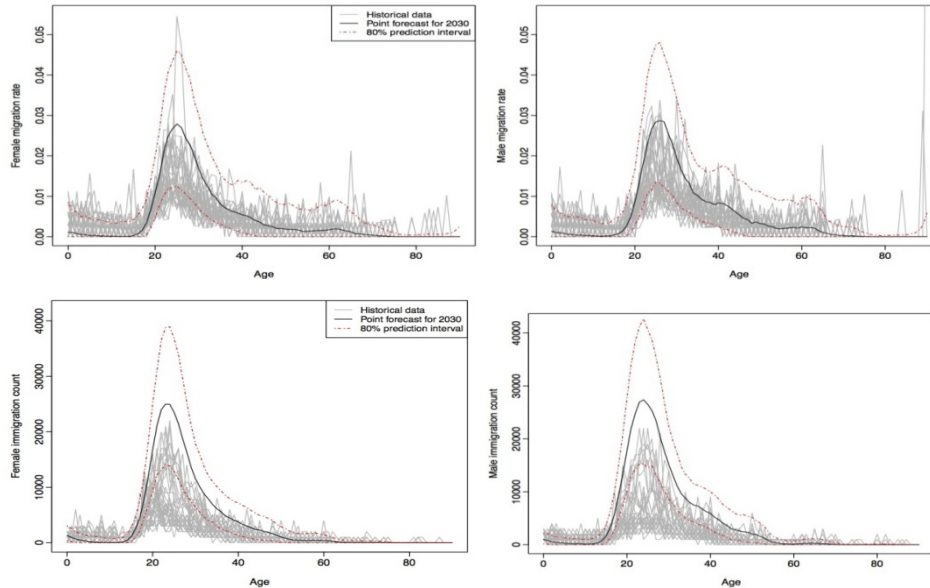 Historical data
Point forecast for 2030
80% prediction interval
Female migration rate
0.05
0.04
0.03
0.02
0.01
0.00
0 20 40 60 80
Age
Male migration rate
0.05
0.04
0.03
0.02
0.01
0.00
0 20 40 60 80
Age
Historical data
Point forecast for 2030
80% prediction interval
Female immigration count
40000
30000
20000
10000
0
0 20 40 60 80
Age
Male immigration count
40000
30000
20000
10000
0
0 20 40 60 80
Age